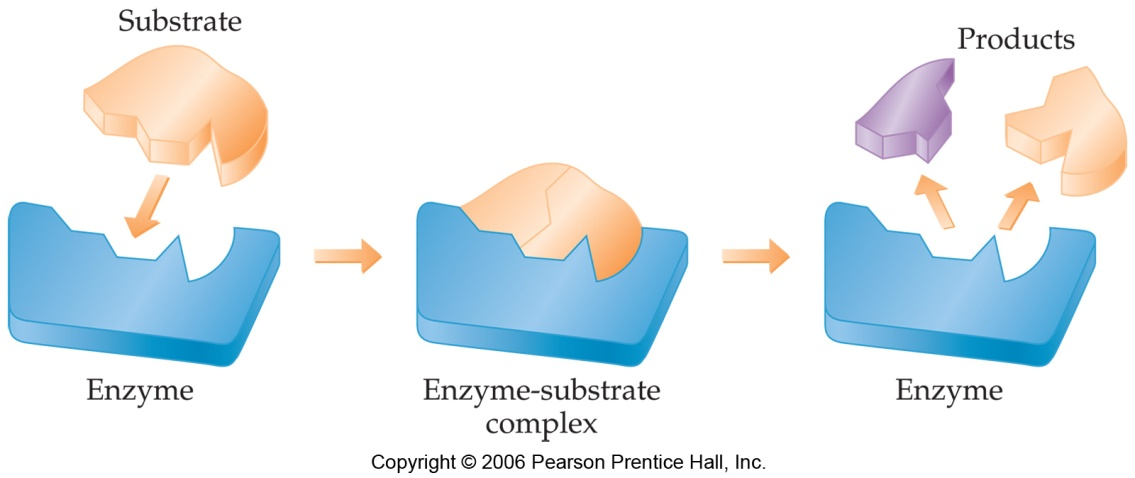 Substrate
Products
Enzyme
Enzyme-substrate
complex
Enzyme
Copyright © 2006 Pearson Prentice Hall, Inc.